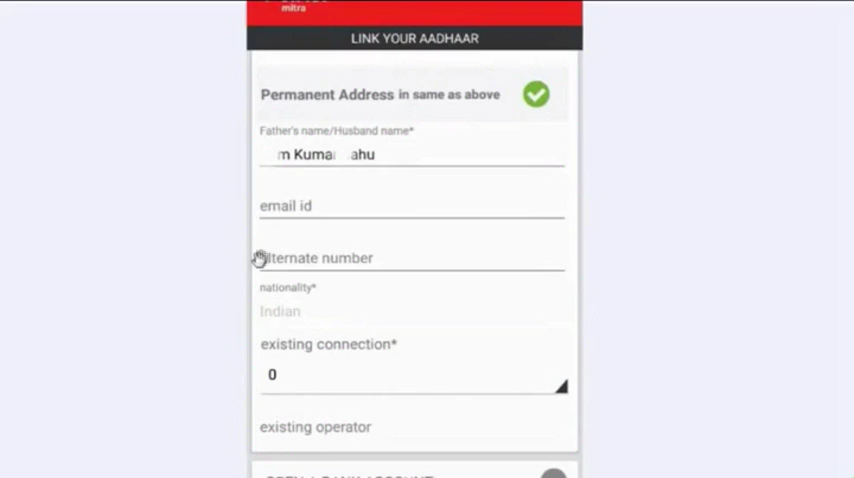 mitra
LINK YOUR AADHAAR
Permanent Address in same as above
Father's name/Husband name*
m Kuma ahu
email id
lternate number
nationality*
Indian
existing connection*
0
existing operator